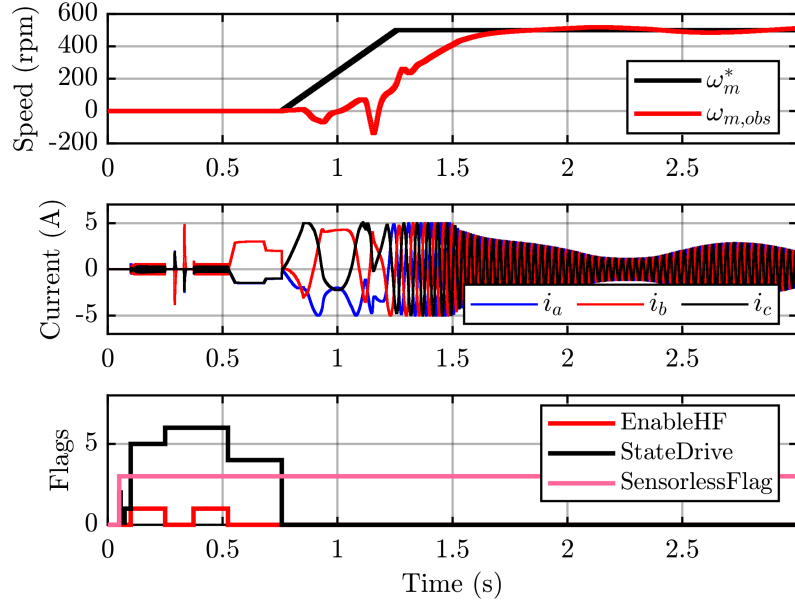 600
400
200
0
-200
Speed (rpm)
ω*m
ωm,obs
0 0.5 1 1.5 2 2.5
5
0
-5
Current (A)
ia ib ic
0 0.5 1 1.5 2 2.5
5
0
Flags
EnableHF
StateDrive
SensorlessFlag
0 0.5 1 1.5 2 2.5
Time (s)